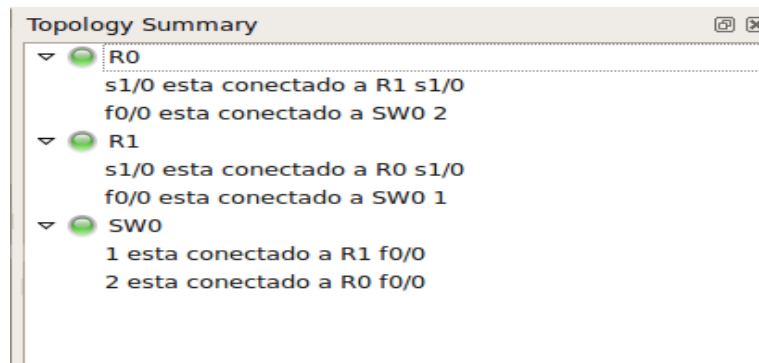 Topology Summary
R0
s1/0 esta conectado a R1 s1/0
f0/0 esta conectado a SW0 2
R1
s1/0 esta conectado a R0 s1/0
f0/0 esta conectado a SW0 1
SW0
1 esta conectado a R1 f0/0
2 esta conectado a R0 f0/0